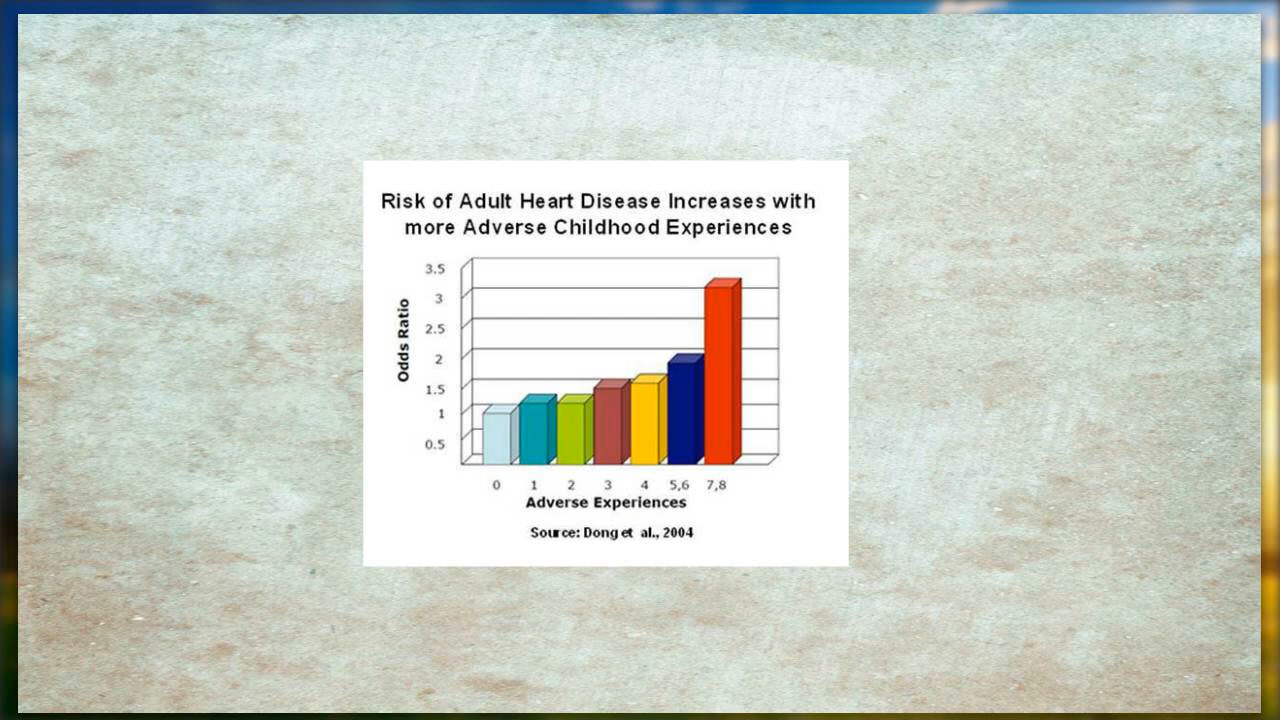 Risk of Adult Heart Disease Increases with
more Adverse Childhood Experiences
3.5
3
2.5
2
1.5
1
0.5
Odds Ratio
0 1 2 3 4 5,6 7,8
Adverse Experiences
Source: Dong et al., 2004